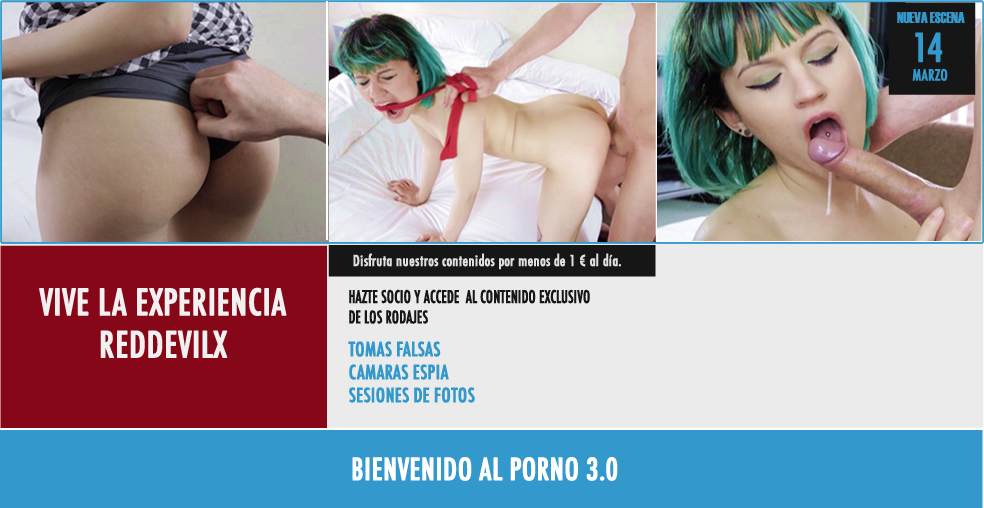 NUEVA ESCENA
14
MARZO
VIVE LA EXPERIENCIA
REDDEVILX
Disfruta nuestros contenidos por menos de 1 € al día.
HAZTE SOCIO Y ACCEDE AL CONTENIDO EXCLUSIVO
DE LOS RODAJES
TOMAS FALSAS
CAMARAS ESPIA
SESIONES DE FOTOS
BIENVENIDO AL PORNO 3.0